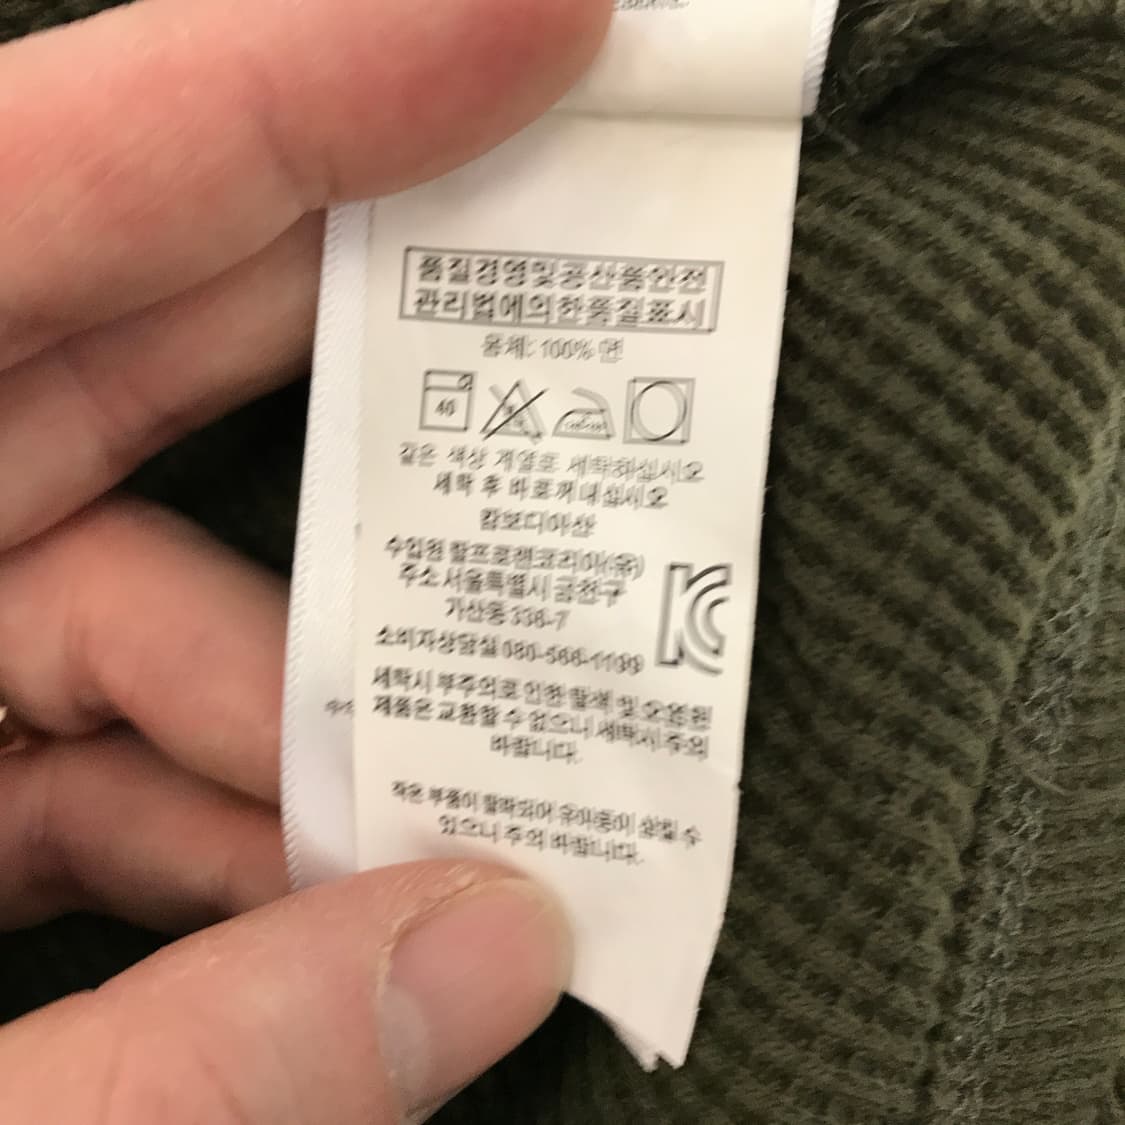 품질경영및공산품안전
관리법에의한품질표시
몸체: 100% 면
40
같은 색상 계열로 세탁하십시오
세탁 후 바로꺼내십시오
캄보디아산
수입원 랄프로렌코리아(유)
주소 서울특별시 금천구
가산동 336-7
소비자상담실 080-566-1199
세탁시 부주의로 인한 탈색 및 오염된
제품은 교환할 수 없으니 세탁시 주의
바랍니다.
작은 부품이 탈락되어 유아등이 삼킬 수
있으니 주의 바랍니다.